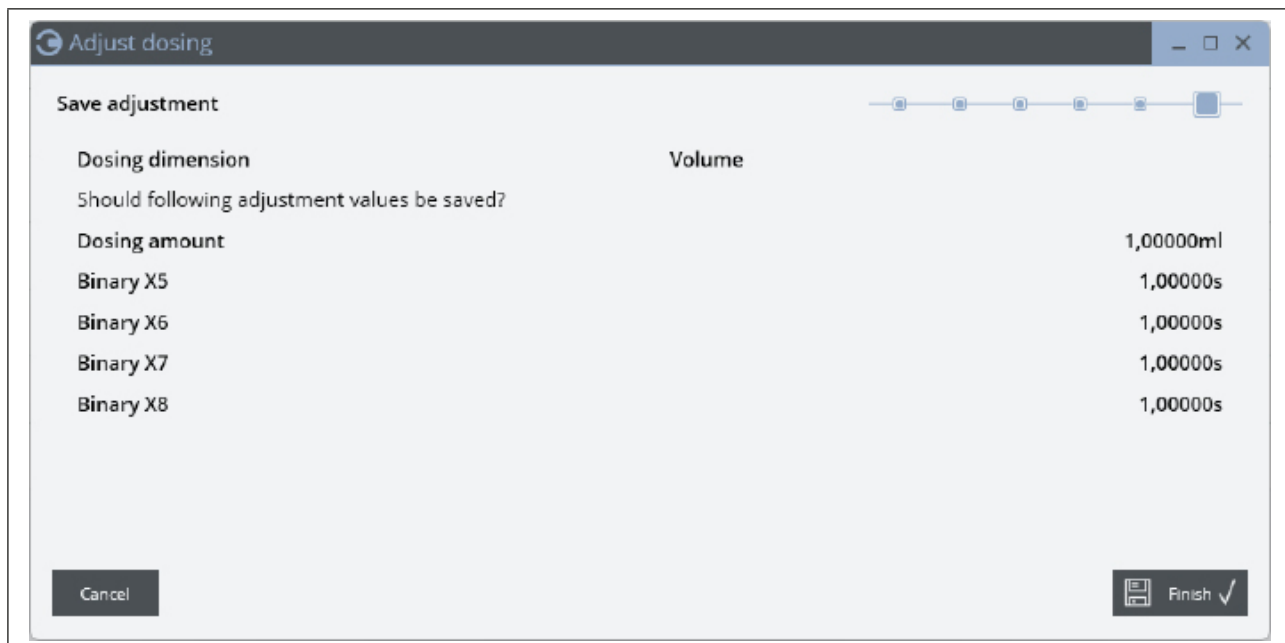 Adjust dosing
Save adjustment
Dosing dimension Volume
Should following adjustment values be saved?
Dosing amount 1,00000ml
Binary X5 1,00000s
Binary X6 1,00000s
Binary X7 1,00000s
Binary X8 1,00000s
Cancel Finish